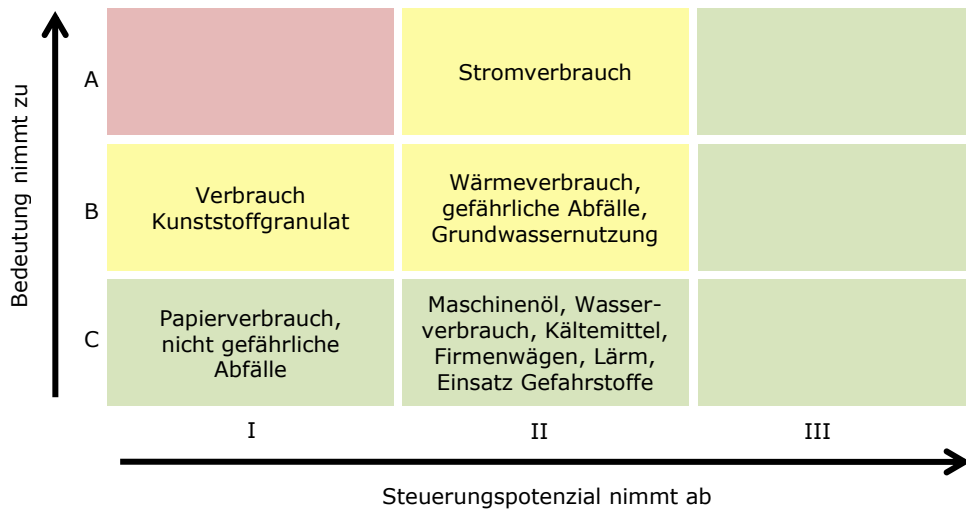 Bedeutung nimmt zu
A
Stromverbrauch
B
Verbrauch
Kunststoffgranulat
Wärmeverbrauch,
gefährliche Abfälle,
Grundwassernutzung
C
Papierverbrauch,
nicht gefährliche
Abfälle
Maschinenöl, Wasser-
verbrauch, Kältemittel,
Firmenwägen, Lärm,
Einsatz Gefahrstoffe
I
II
III
Steuerungspotenzial nimmt ab